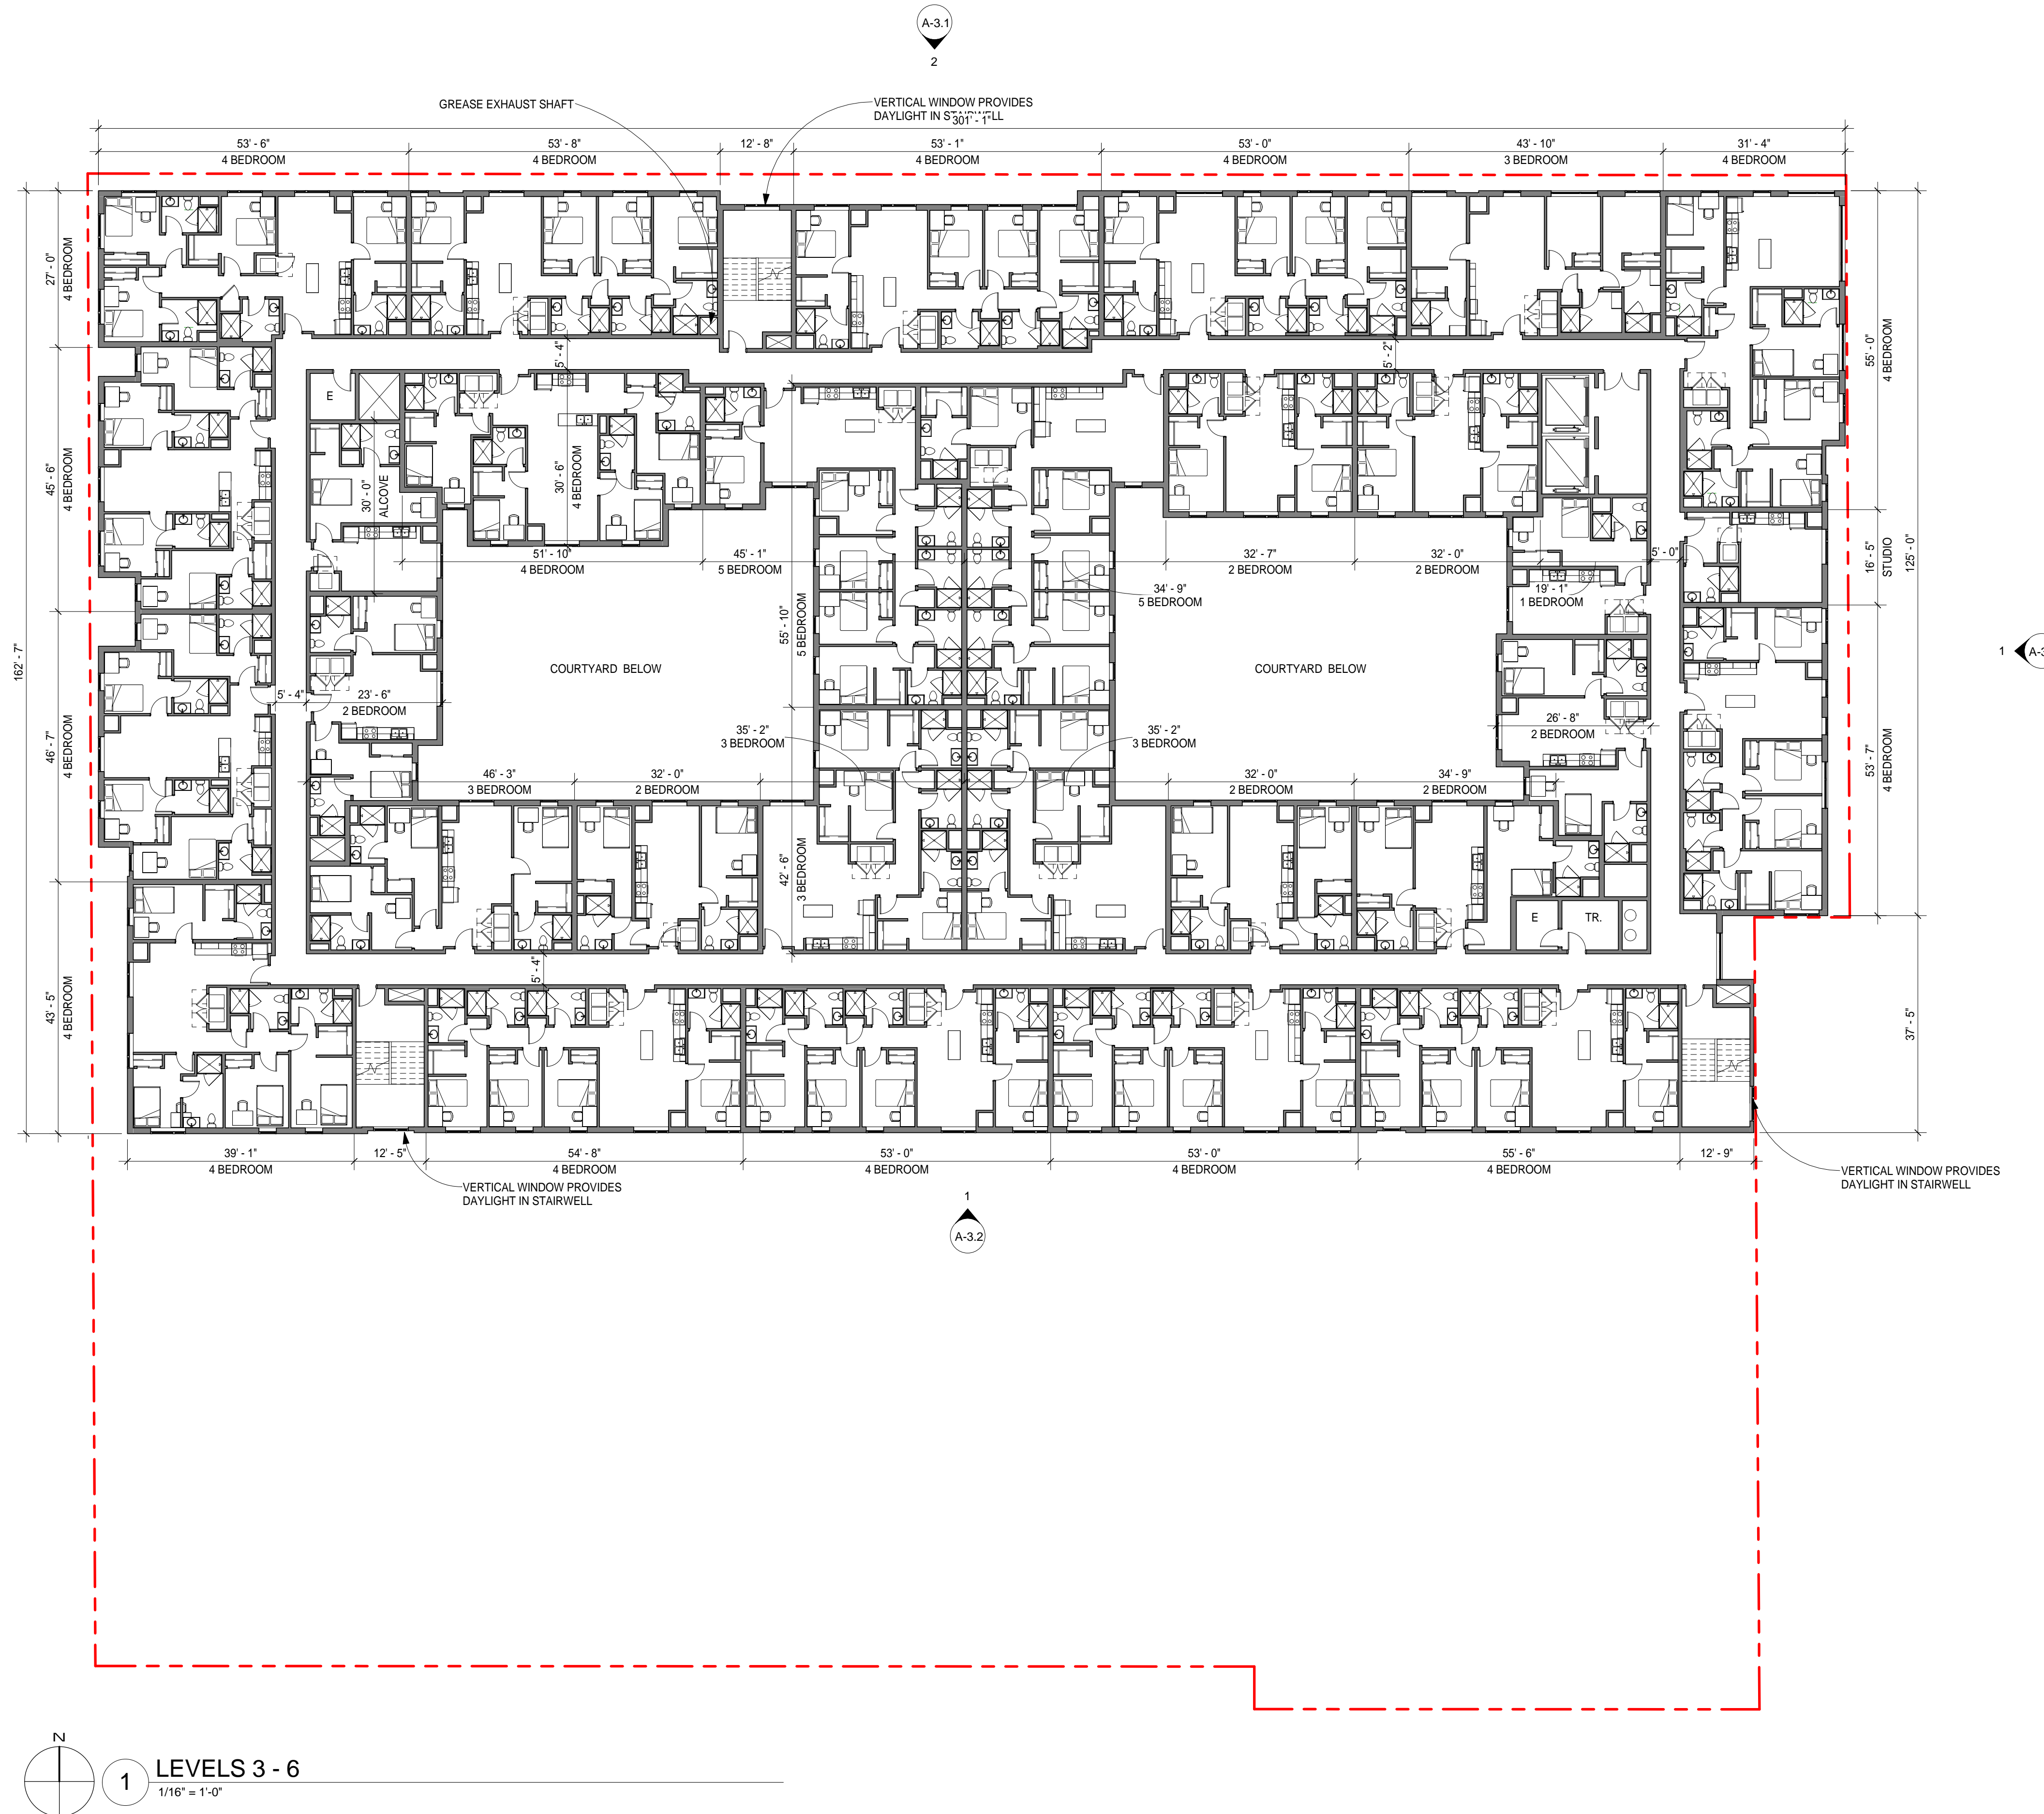 A-3.1
2
GREASE EXHAUST SHAFT
VERTICAL WINDOW PROVIDES
DAYLIGHT IN STAIRWELL
301' - 1"
53' - 6"
4 BEDROOM
53' - 8"
4 BEDROOM
12' - 8"
53' - 1"
4 BEDROOM
53' - 0"
4 BEDROOM
43' - 10"
3 BEDROOM
31' - 4"
4 BEDROOM
162' - 7"
27' - 0"
4 BEDROOM
45' - 6"
4 BEDROOM
46' - 7"
4 BEDROOM
43' - 5"
4 BEDROOM
5' - 4"
5' - 2"
E
30' - 0"
ALCOVE
30' - 6"
4 BEDROOM
51' - 10"
4 BEDROOM
45' - 1"
5 BEDROOM
32' - 7"
2 BEDROOM
32' - 0"
2 BEDROOM
5' - 0"
19' - 1"
1 BEDROOM
34' - 9"
5 BEDROOM
55' - 10"
5 BEDROOM
COURTYARD BELOW
COURTYARD BELOW
5' - 4"
23' - 6"
2 BEDROOM
35' - 2"
3 BEDROOM
35' - 2"
3 BEDROOM
26' - 8"
2 BEDROOM
46' - 3"
3 BEDROOM
32' - 0"
2 BEDROOM
32' - 0"
2 BEDROOM
34' - 9"
2 BEDROOM
42' - 6"
3 BEDROOM
E
TR.
5' - 4"
55' - 0"
4 BEDROOM
16' - 5"
STUDIO
125' - 0"
53' - 7"
4 BEDROOM
37' - 5"
1
39' - 1"
4 BEDROOM
12' - 5"
54' - 8"
4 BEDROOM
53' - 0"
4 BEDROOM
53' - 0"
4 BEDROOM
55' - 6"
4 BEDROOM
12' - 9"
VERTICAL WINDOW PROVIDES
DAYLIGHT IN STAIRWELL
VERTICAL WINDOW PROVIDES
DAYLIGHT IN STAIRWELL
1
A-3.2
N
1
LEVELS 3 - 6
1/16" = 1'-0"